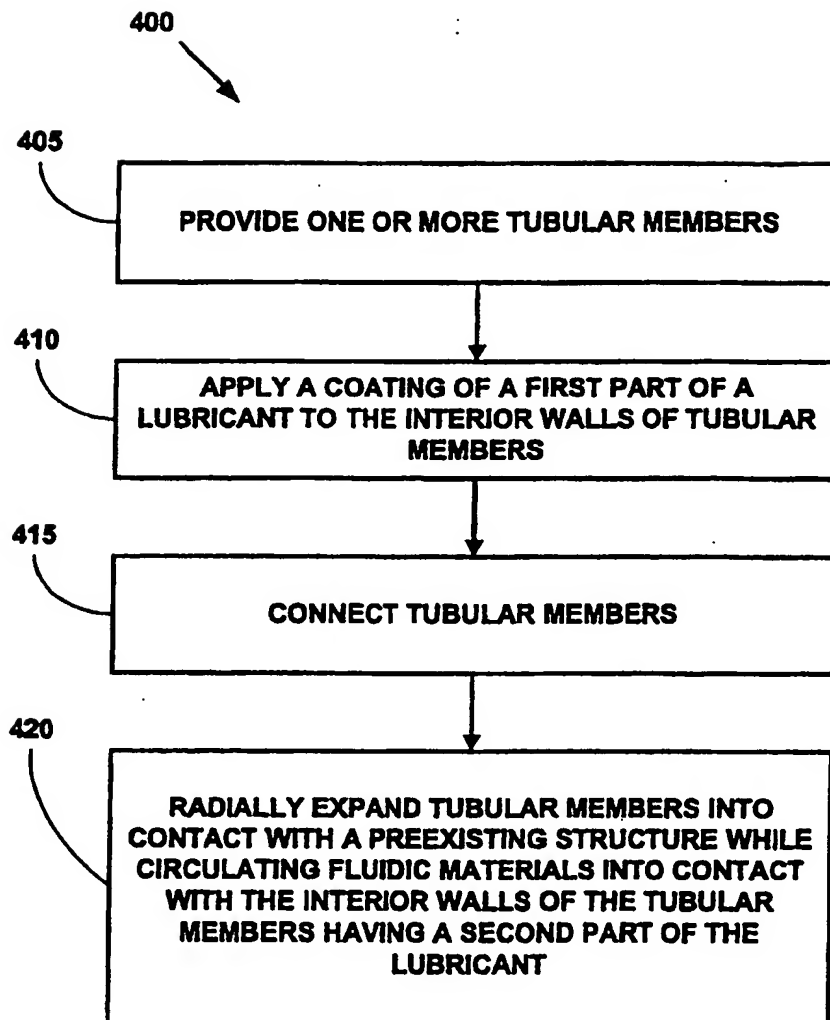 400
405
PROVIDE ONE OR MORE TUBULAR MEMBERS
410
APPLY A COATING OF A FIRST PART OF A
LUBRICANT TO THE INTERIOR WALLS OF TUBULAR
MEMBERS
415
CONNECT TUBULAR MEMBERS
420
RADIALLY EXPAND TUBULAR MEMBERS INTO
CONTACT WITH A PREEXISTING STRUCTURE WHILE
CIRCULATING FLUIDIC MATERIALS INTO CONTACT
WITH THE INTERIOR WALLS OF THE TUBULAR
MEMBERS HAVING A SECOND PART OF THE
LUBRICANT